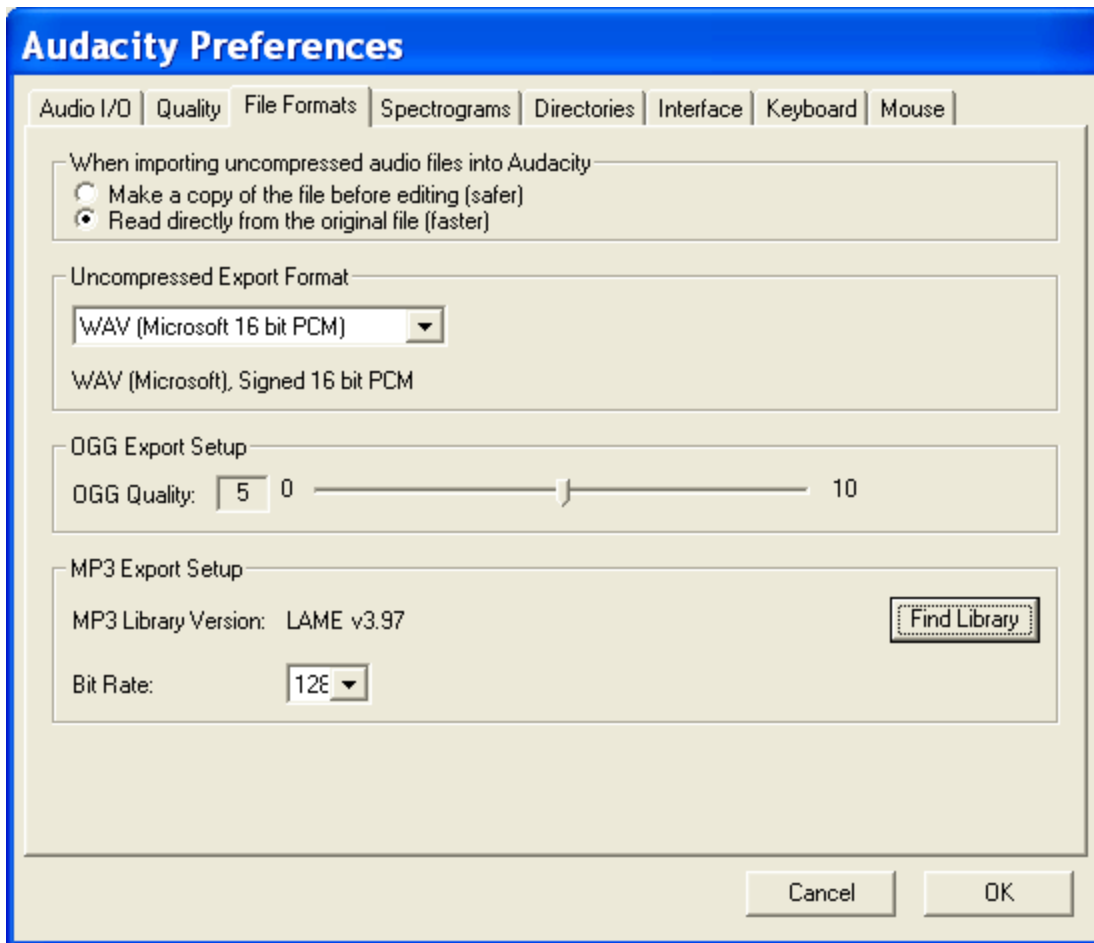 Audacity Preferences
Audio I/O Quality File Formats Spectrograms Directories Interface Keyboard Mouse
When importing uncompressed audio files into Audacity
Make a copy of the file before editing (safer)
Read directly from the original file (faster)
Uncompressed Export Format
WAV (Microsoft 16 bit PCM)
WAV (Microsoft), Signed 16 bit PCM
OGG Export Setup
OGG Quality: 5 0 10
MP3 Export Setup
MP3 Library Version: LAME v3.97 Find Library
Bit Rate: 128
Cancel OK